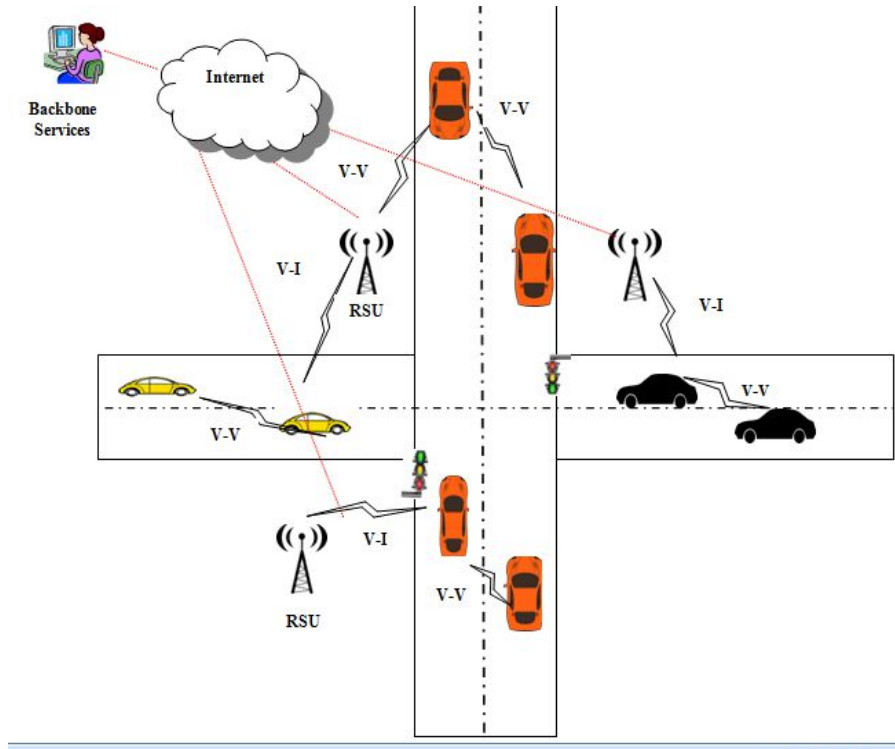 Internet
Backbone
Services
V-V
V-V
V-I
RSU
V-I
V-V
V-V
V-I
V-V
RSU